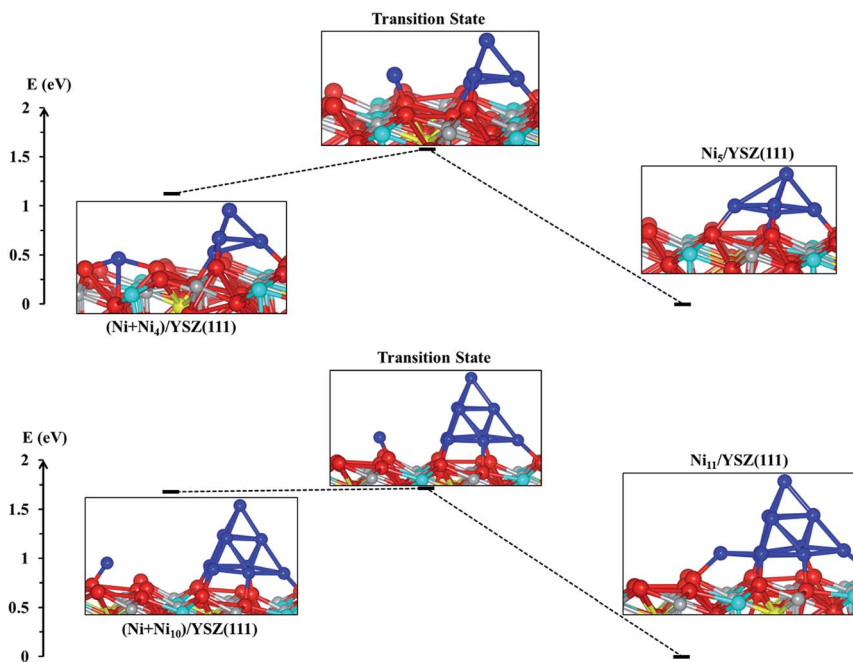 Transition State
E (eV)
2
1.5
1
0.5
0
(Ni+Ni₄)/YSZ(111)
Ni₅/YSZ(111)
Transition State
E (eV)
2
1.5
1
0.5
0
(Ni+Ni₁₀)/YSZ(111)
Ni₁₁/YSZ(111)